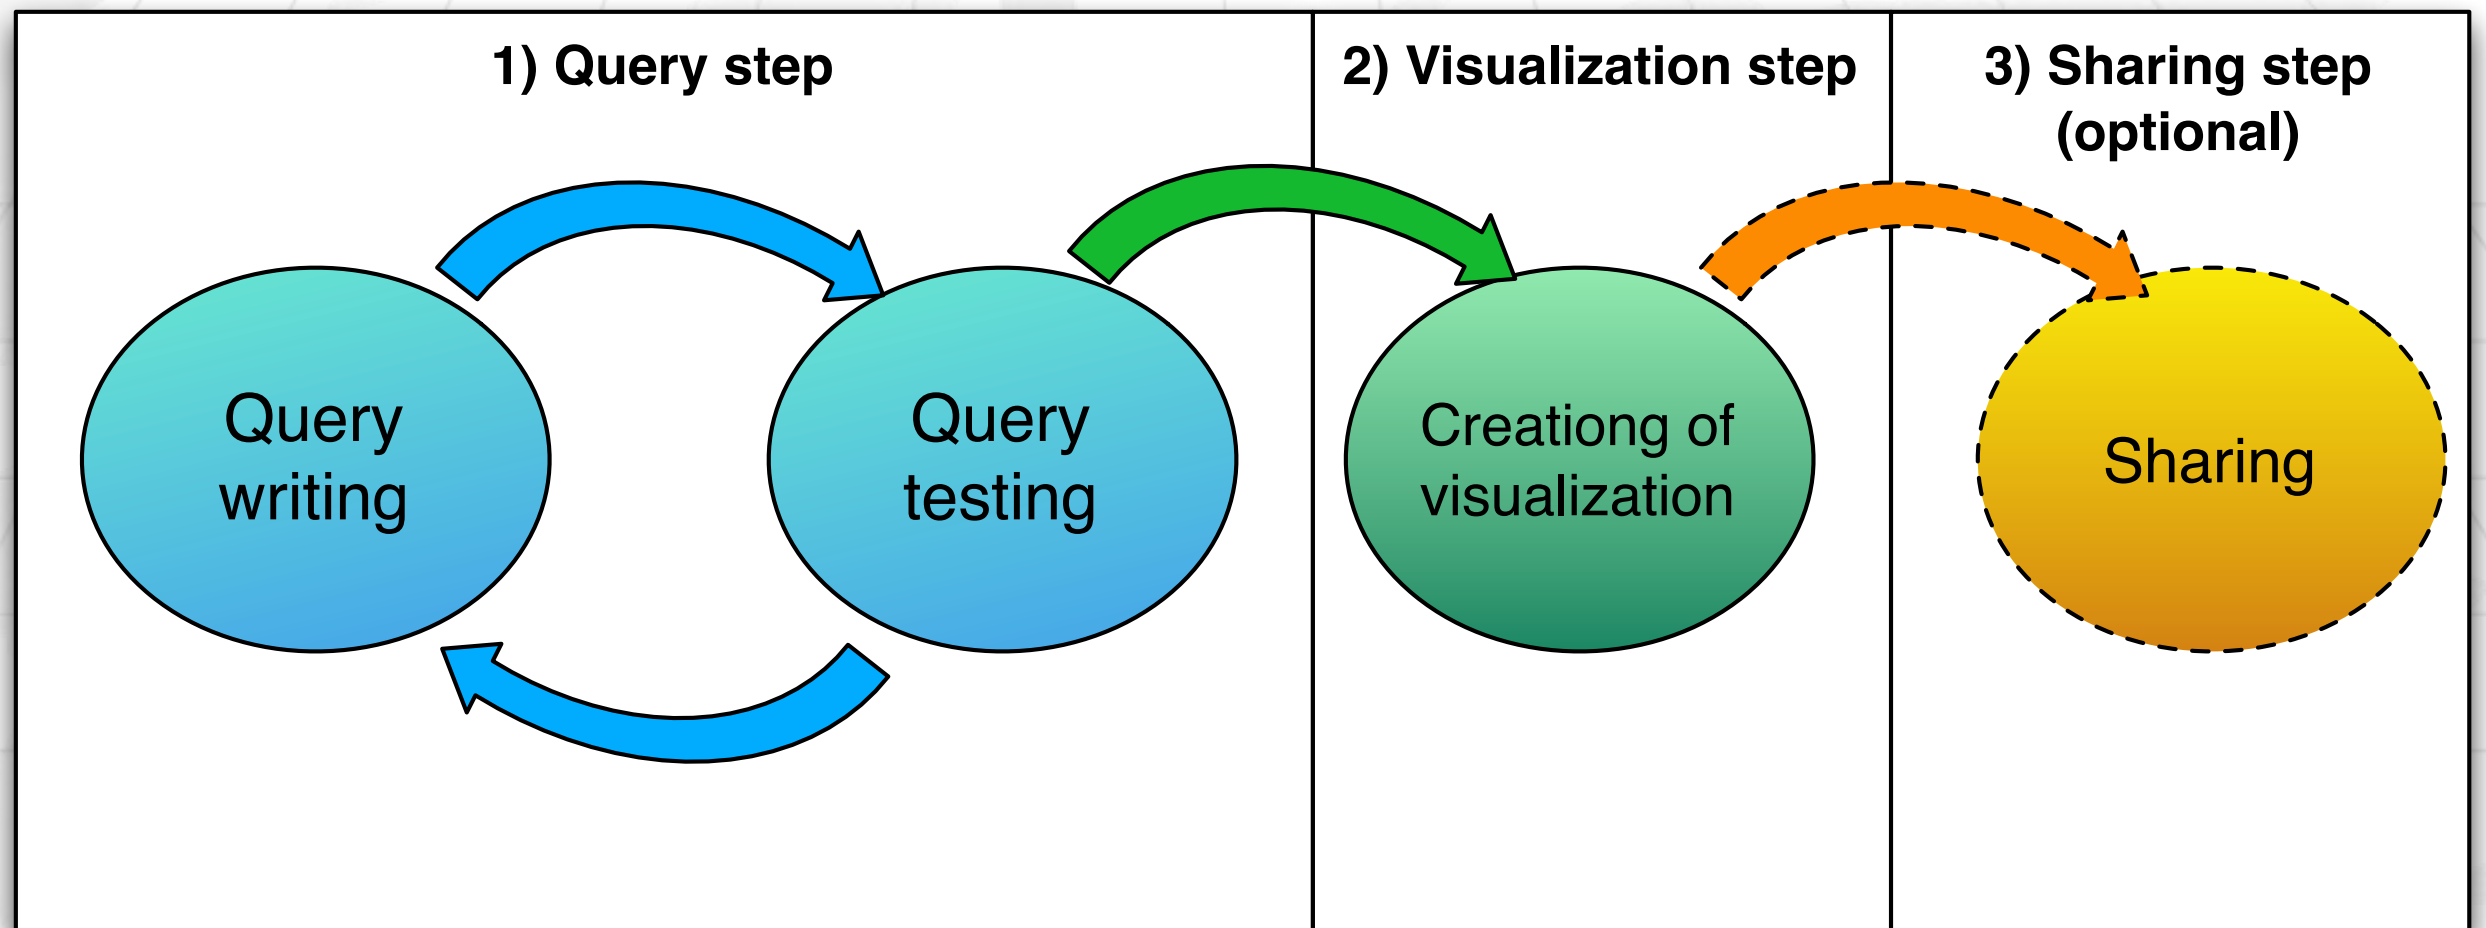 1) Query step
2) Visualization step
3) Sharing step
(optional)
Query
writing
Query
testing
Creationg of
visualization
Sharing